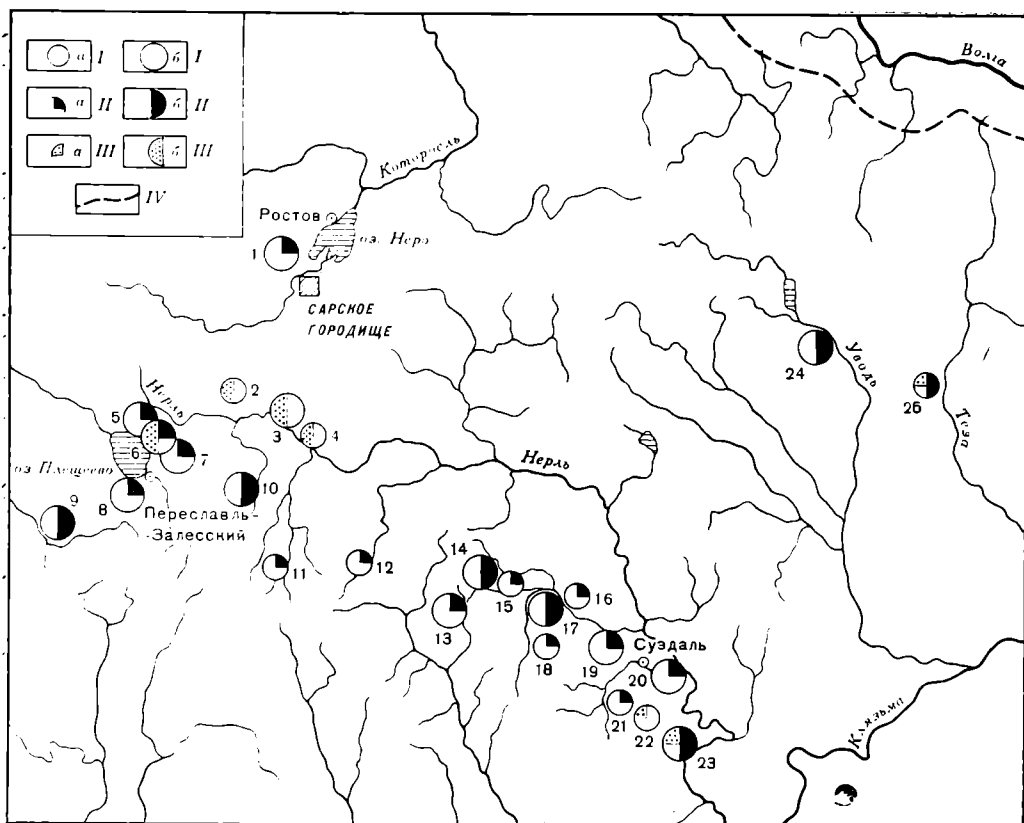 а I
б I
а II
б II
а III
б III
IV
Волга
Которосль
Ростов
оз. Неро
1
САРСКОЕ
ГОРОДИЩЕ
Нерль
2
3
4
5
6
7
оз Плещеево
8
9
10
Переславль-
Залесский
11
12
Нерль
13
14
15
16
17
18
19
Суздаль
20
21
22
23
24
Уводь
25
Теза
Клязьма